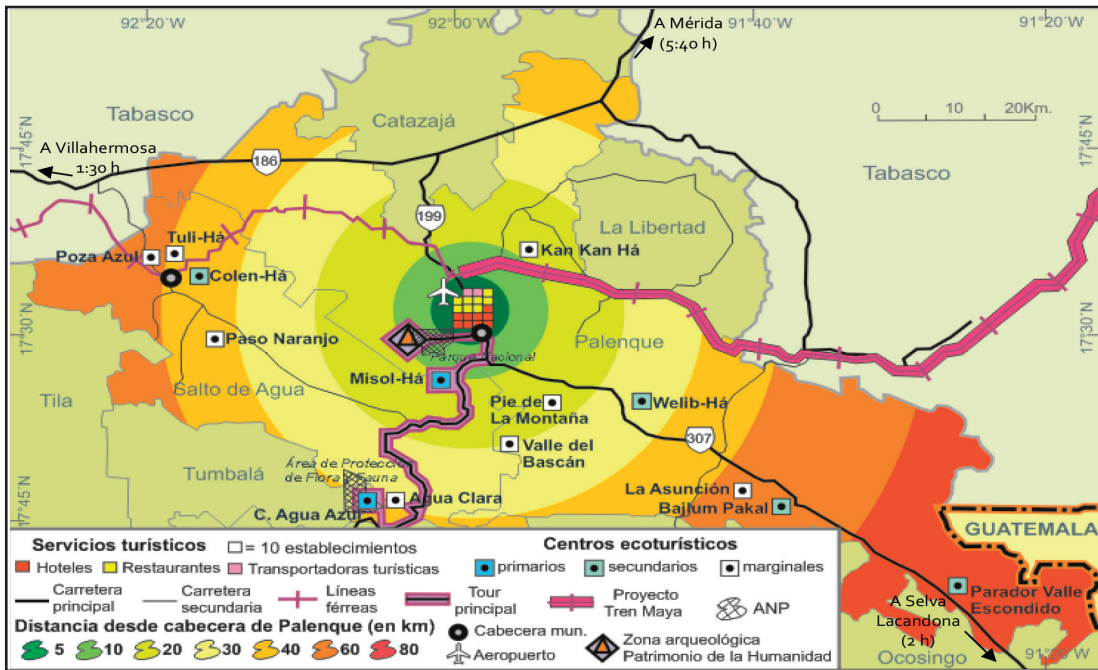 92°20'W
92°00'W
91°40'W
91°20'W
A Mérida
(5:40 h)
Tabasco
Catazajá
0 10 20Km.
17°45'N
17°45'N
A Villahermosa
1:30 h
186
Tabasco
199
La Libertad
Tuli-Há
Poza Azul
Kan Kan Há
Colen-Há
17°30'N
17°30'N
Paso Naranjo
Palenque
Parque Nacional
Misol-Há
Salto de Agua
Tila
Pie de
La Montaña
Welib-Há
307
Valle del
Bascán
Tumbalá
Área de Protecció
de Flora y Fauna
17°45'N
Agua Clara
C. Agua Azul
La Asunción
Bajlum Pakal
GUATEMALA
Parador Valle
Escondido
A Selva
Lacandona
(2 h)
Ocosingo
91°20 W
Servicios turísticos
= 10 establecimientos
Hoteles
Restaurantes
Transportadoras turísticas
Centros ecoturísticos
primarios
secundarios
marginales
Carretera
principal
Carretera
secundaria
Líneas
férreas
Tour
principal
Proyecto
Tren Maya
ANP
Distancia desde cabecera de Palenque (en km)
5 10 20 30 40 60 80
Cabecera mun.
Aeropuerto
Zona arqueológica
Patrimonio de la Humanidad